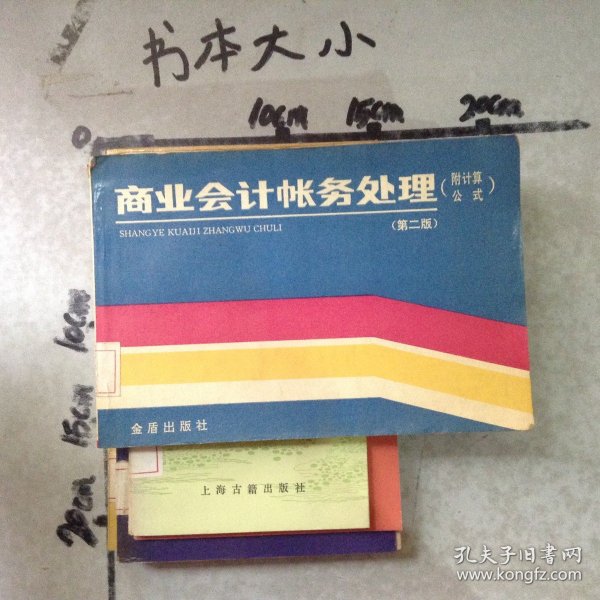 书本大小
0 10cm 15cm 20cm
商业会计帐务处理(附计算公式)
SHANGYE KUAIJI ZHANGWU CHULI
(第二版)
10cm
15cm
20cm
金盾出版社
上海古籍出版社
孔夫子旧书网
www.kongfz.com